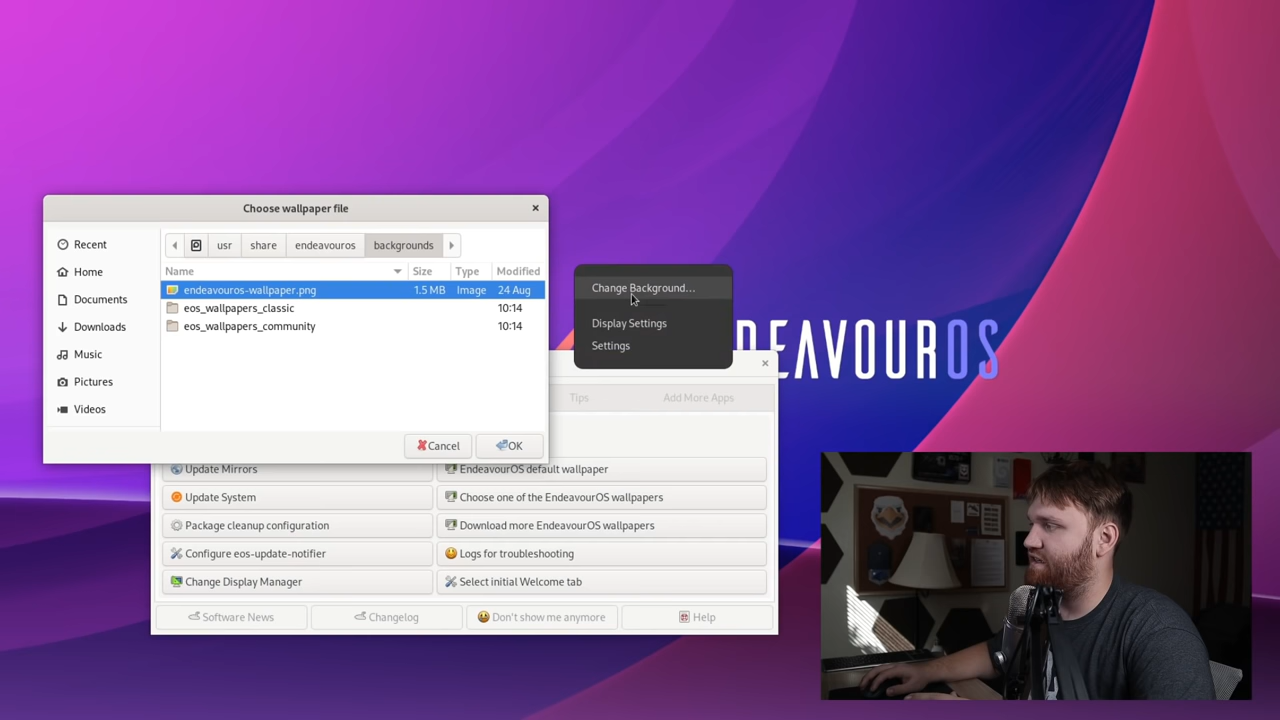 Choose wallpaper file
Recent
Home
Documents
Downloads
Music
Pictures
Videos
usr
share
endeavouros
backgrounds
Name
Size
Type
Modified
endeavouros-wallpaper.png
1.5 MB
Image
24 Aug
eos_wallpapers_classic
10:14
eos_wallpapers_community
10:14
Cancel
OK
Change Background...
Display Settings
Settings
DEAVOUROS
Tips
Add More Apps
Update Mirrors
EndeavourOS default wallpaper
Update System
Choose one of the EndeavourOS wallpapers
Package cleanup configuration
Download more EndeavourOS wallpapers
Configure eos-update-notifier
Logs for troubleshooting
Change Display Manager
Select initial Welcome tab
Software News
Changelog
Don't show me anymore
Help